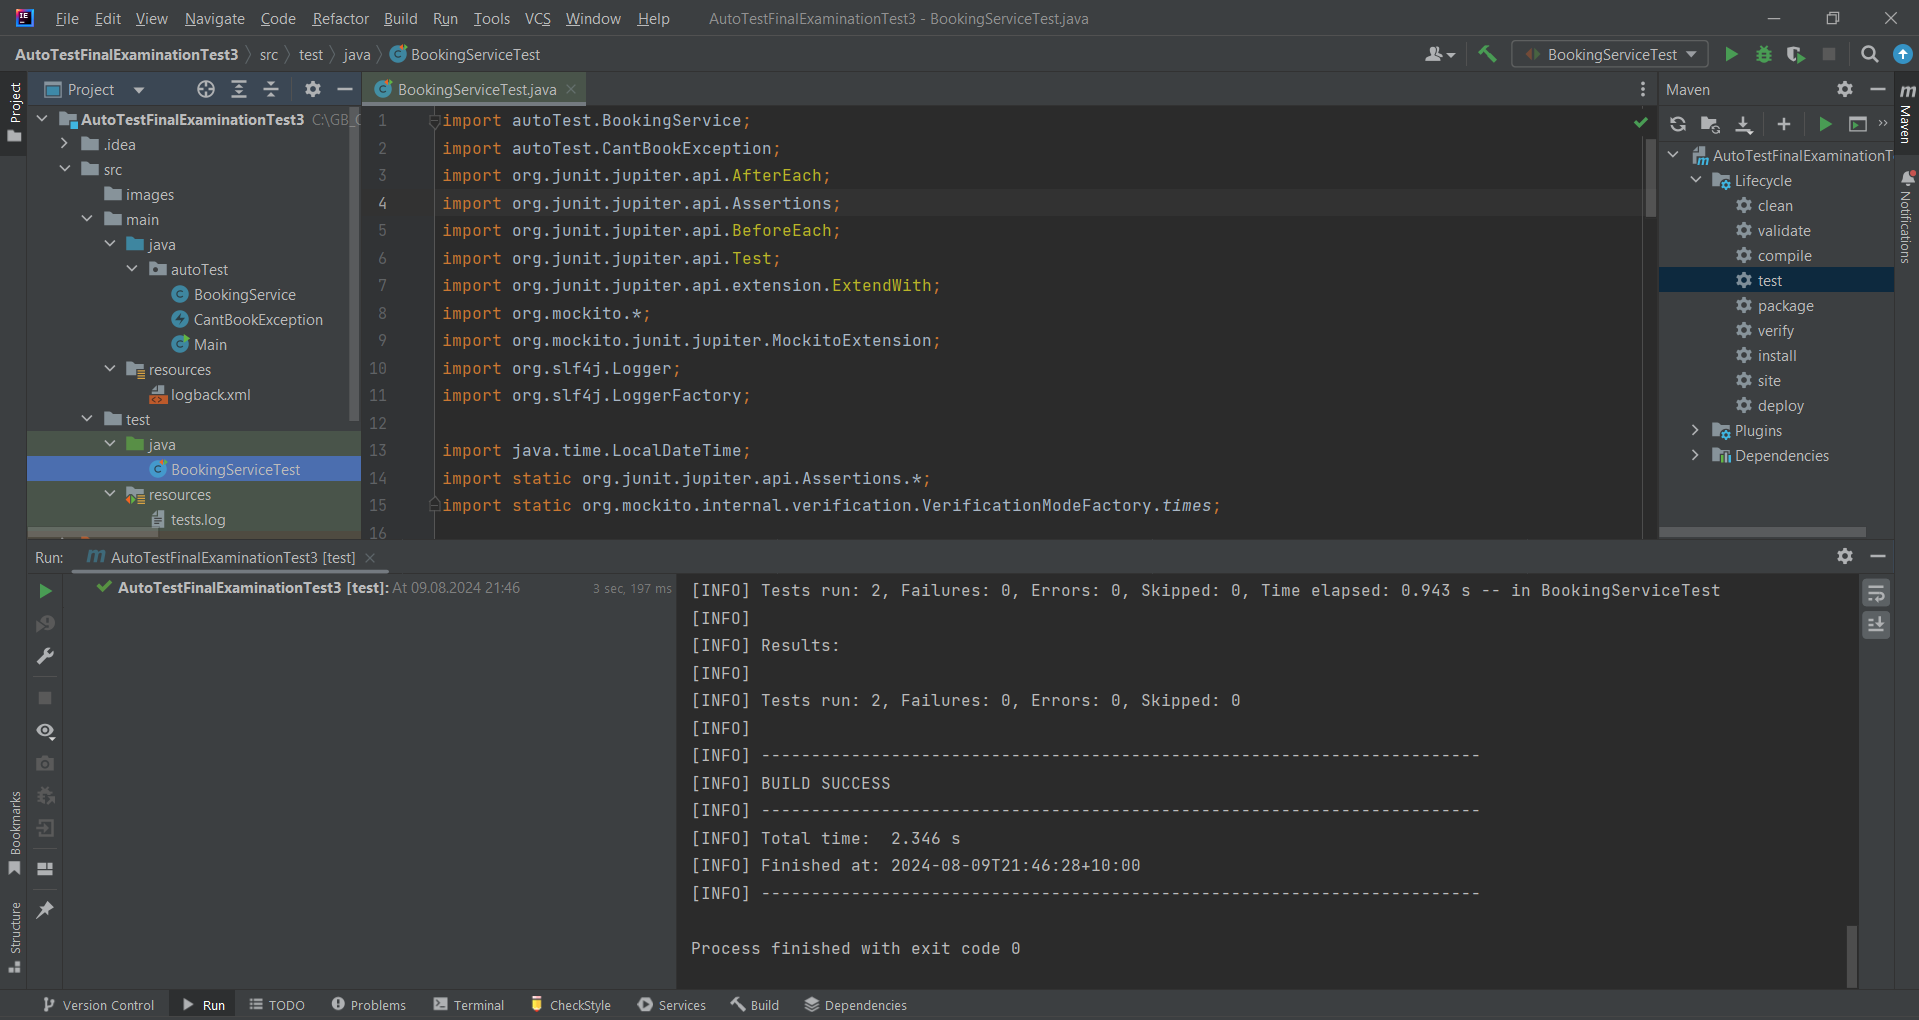 File Edit View Navigate Code Refactor Build Run Tools VCS Window Help AutoTestFinalExaminationTest3 - BookingServiceTest.java
AutoTestFinalExaminationTest3 src test java BookingServiceTest
BookingServiceTest
Project
Project
AutoTestFinalExaminationTest3 C:\GB_
.idea
src
images
main
java
autoTest
BookingService
CantBookException
Main
resources
logback.xml
test
java
BookingServiceTest
resources
tests.log
BookingServiceTest.java
1 import autoTest.BookingService;
2 import autoTest.CantBookException;
3 import org.junit.jupiter.api.AfterEach;
4 import org.junit.jupiter.api.Assertions;
5 import org.junit.jupiter.api.BeforeEach;
6 import org.junit.jupiter.api.Test;
7 import org.junit.jupiter.api.extension.ExtendWith;
8 import org.mockito.*;
9 import org.mockito.junit.jupiter.MockitoExtension;
10 import org.slf4j.Logger;
11 import org.slf4j.LoggerFactory;
12
13 import java.time.LocalDateTime;
14 import static org.junit.jupiter.api.Assertions.*;
15 import static org.mockito.internal.verification.VerificationModeFactory.times;
16
Maven
AutoTestFinalExaminationT
Lifecycle
clean
validate
compile
test
package
verify
install
site
deploy
Plugins
Dependencies
Maven
Notifications
Run: AutoTestFinalExaminationTest3 [test]
AutoTestFinalExaminationTest3 [test]: At 09.08.2024 21:46 3 sec, 197 ms
[INFO] Tests run: 2, Failures: 0, Errors: 0, Skipped: 0, Time elapsed: 0.943 s -- in BookingServiceTest
[INFO]
[INFO] Results:
[INFO]
[INFO] Tests run: 2, Failures: 0, Errors: 0, Skipped: 0
[INFO]
[INFO] ------------------------------------------------------------------------
[INFO] BUILD SUCCESS
[INFO] ------------------------------------------------------------------------
[INFO] Total time:  2.346 s
[INFO] Finished at: 2024-08-09T21:46:28+10:00
[INFO] ------------------------------------------------------------------------
Process finished with exit code 0
Bookmarks
Structure
Version Control Run TODO Problems Terminal CheckStyle Services Build Dependencies